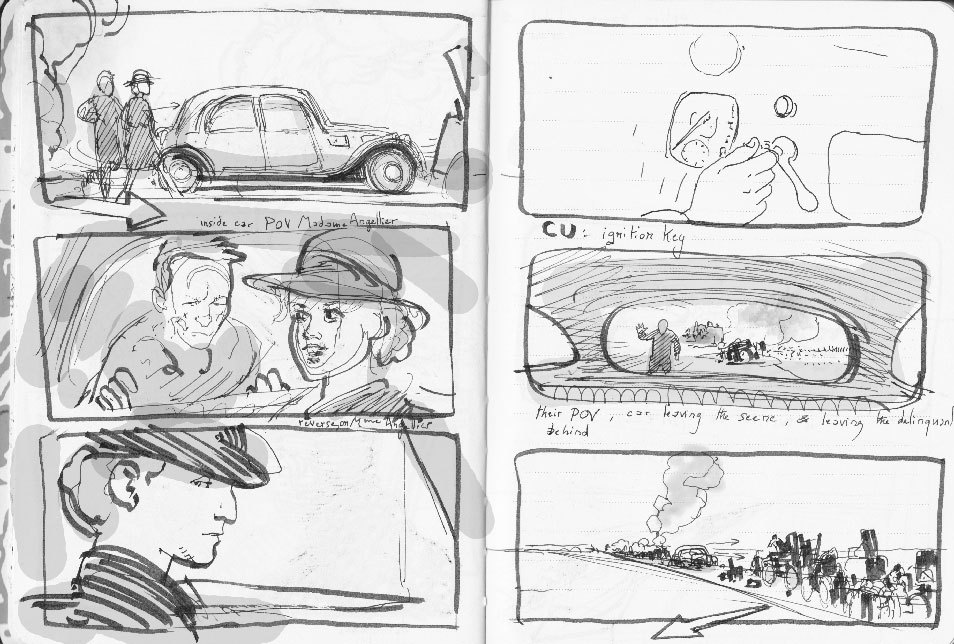 inside car POV Madame Angellier
reverse on Mme Angellier
CU: ignition Key
their POV, car leaving the scene, & leaving the delinquant
behind